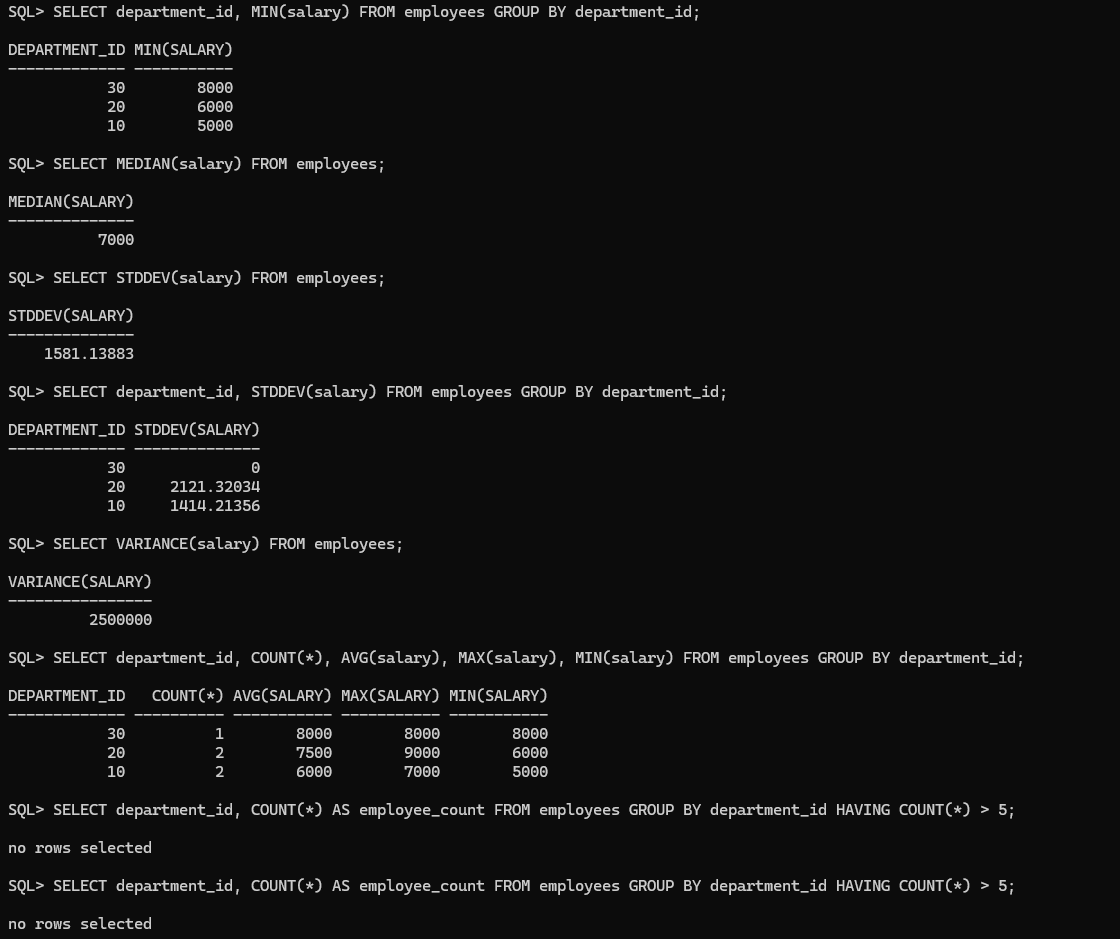 SQL> SELECT department_id, MIN(salary) FROM employees GROUP BY department_id;
DEPARTMENT_ID MIN(SALARY)
------------- -----------
           30        8000
           20        6000
           10        5000
SQL> SELECT MEDIAN(salary) FROM employees;
MEDIAN(SALARY)
--------------
          7000
SQL> SELECT STDDEV(salary) FROM employees;
STDDEV(SALARY)
--------------
    1581.13883
SQL> SELECT department_id, STDDEV(salary) FROM employees GROUP BY department_id;
DEPARTMENT_ID STDDEV(SALARY)
------------- --------------
           30              0
           20     2121.32034
           10     1414.21356
SQL> SELECT VARIANCE(salary) FROM employees;
VARIANCE(SALARY)
----------------
         2500000
SQL> SELECT department_id, COUNT(*), AVG(salary), MAX(salary), MIN(salary) FROM employees GROUP BY department_id;
DEPARTMENT_ID   COUNT(*) AVG(SALARY) MAX(SALARY) MIN(SALARY)
------------- ---------- ----------- ----------- -----------
           30          1        8000        8000        8000
           20          2        7500        9000        6000
           10          2        6000        7000        5000
SQL> SELECT department_id, COUNT(*) AS employee_count FROM employees GROUP BY department_id HAVING COUNT(*) > 5;
no rows selected
SQL> SELECT department_id, COUNT(*) AS employee_count FROM employees GROUP BY department_id HAVING COUNT(*) > 5;
no rows selected